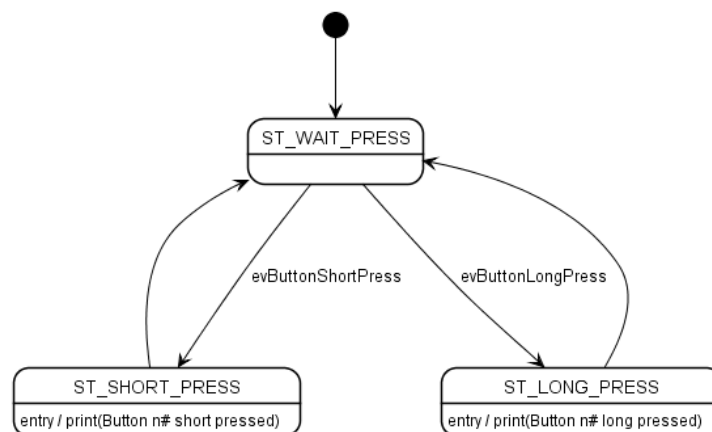 ST_WAIT_PRESS
evButtonShortPress
evButtonLongPress
ST_SHORT_PRESS
entry / print(Button n# short pressed)
ST_LONG_PRESS
entry / print(Button n# long pressed)